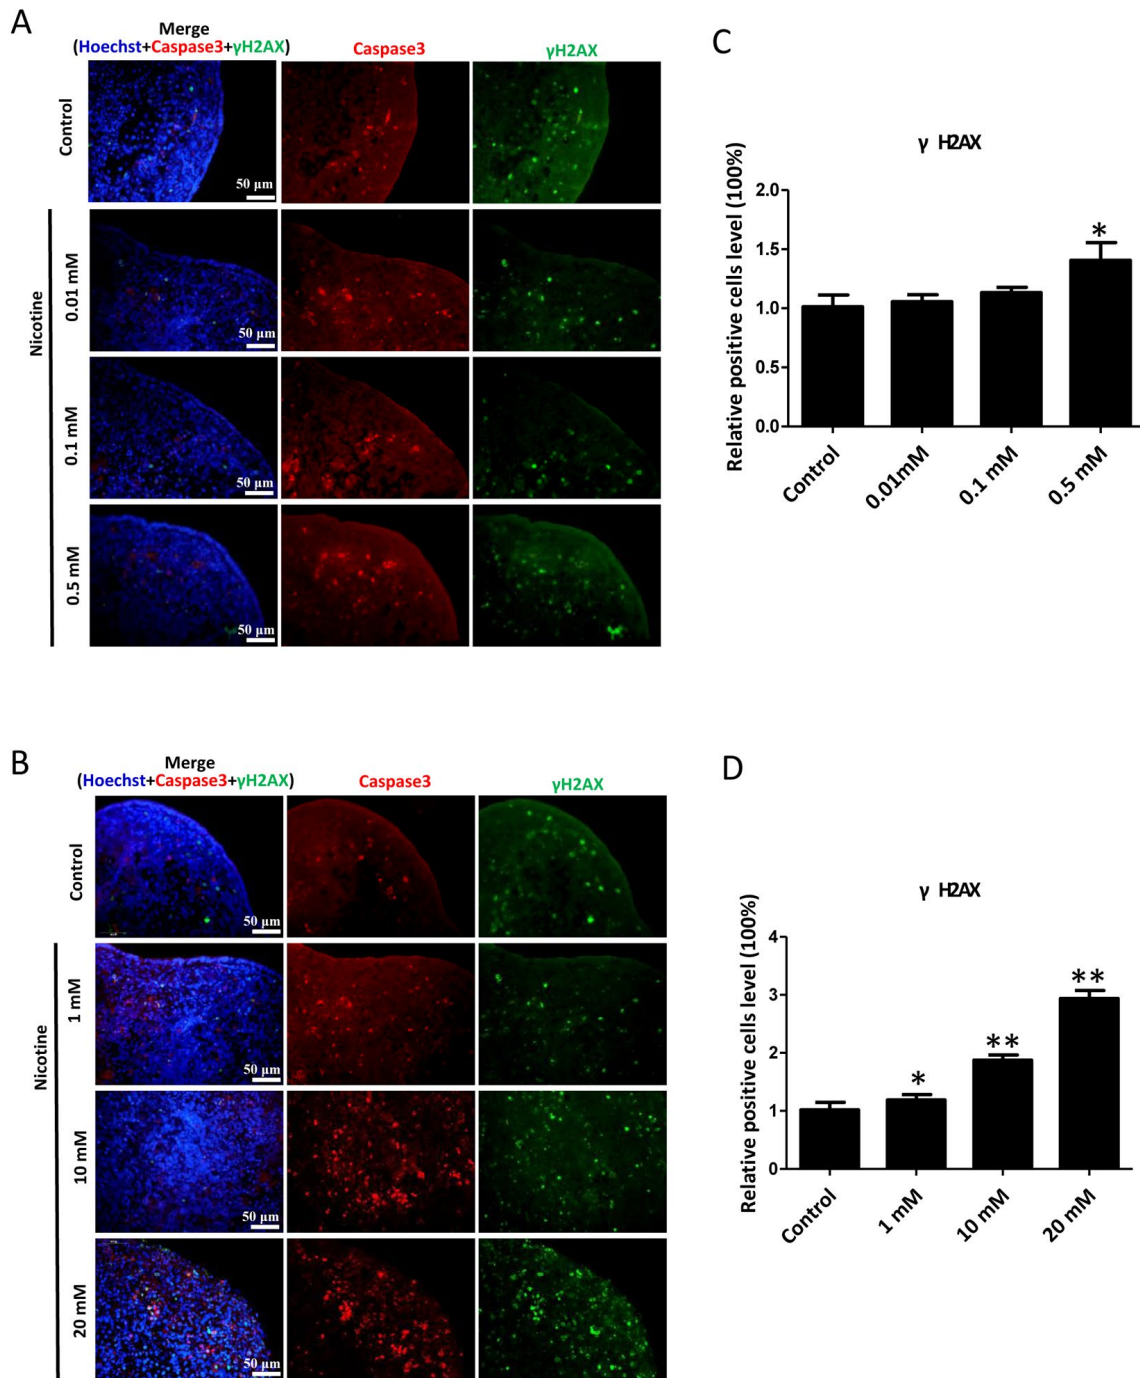 A
Merge
(Hoechst+Caspase3+γH2AX)
Caspase3
γH2AX
Control
50 μm
Nicotine
0.01 mM
50 μm
0.1 mM
50 μm
0.5 mM
50 μm
C
γ H2AX
Relative positive cells level (100%)
2.0
1.5
1.0
0.5
0.0
*
Control
0.01mM
0.1 mM
0.5 mM
B
Merge
(Hoechst+Caspase3+γH2AX)
Caspase3
γH2AX
Control
50 μm
Nicotine
1 mM
50 μm
10 mM
50 μm
20 mM
50 μm
D
γ H2AX
Relative positive cells level (100%)
4
3
2
1
0
*
**
**
Control
1 mM
10 mM
20 mM